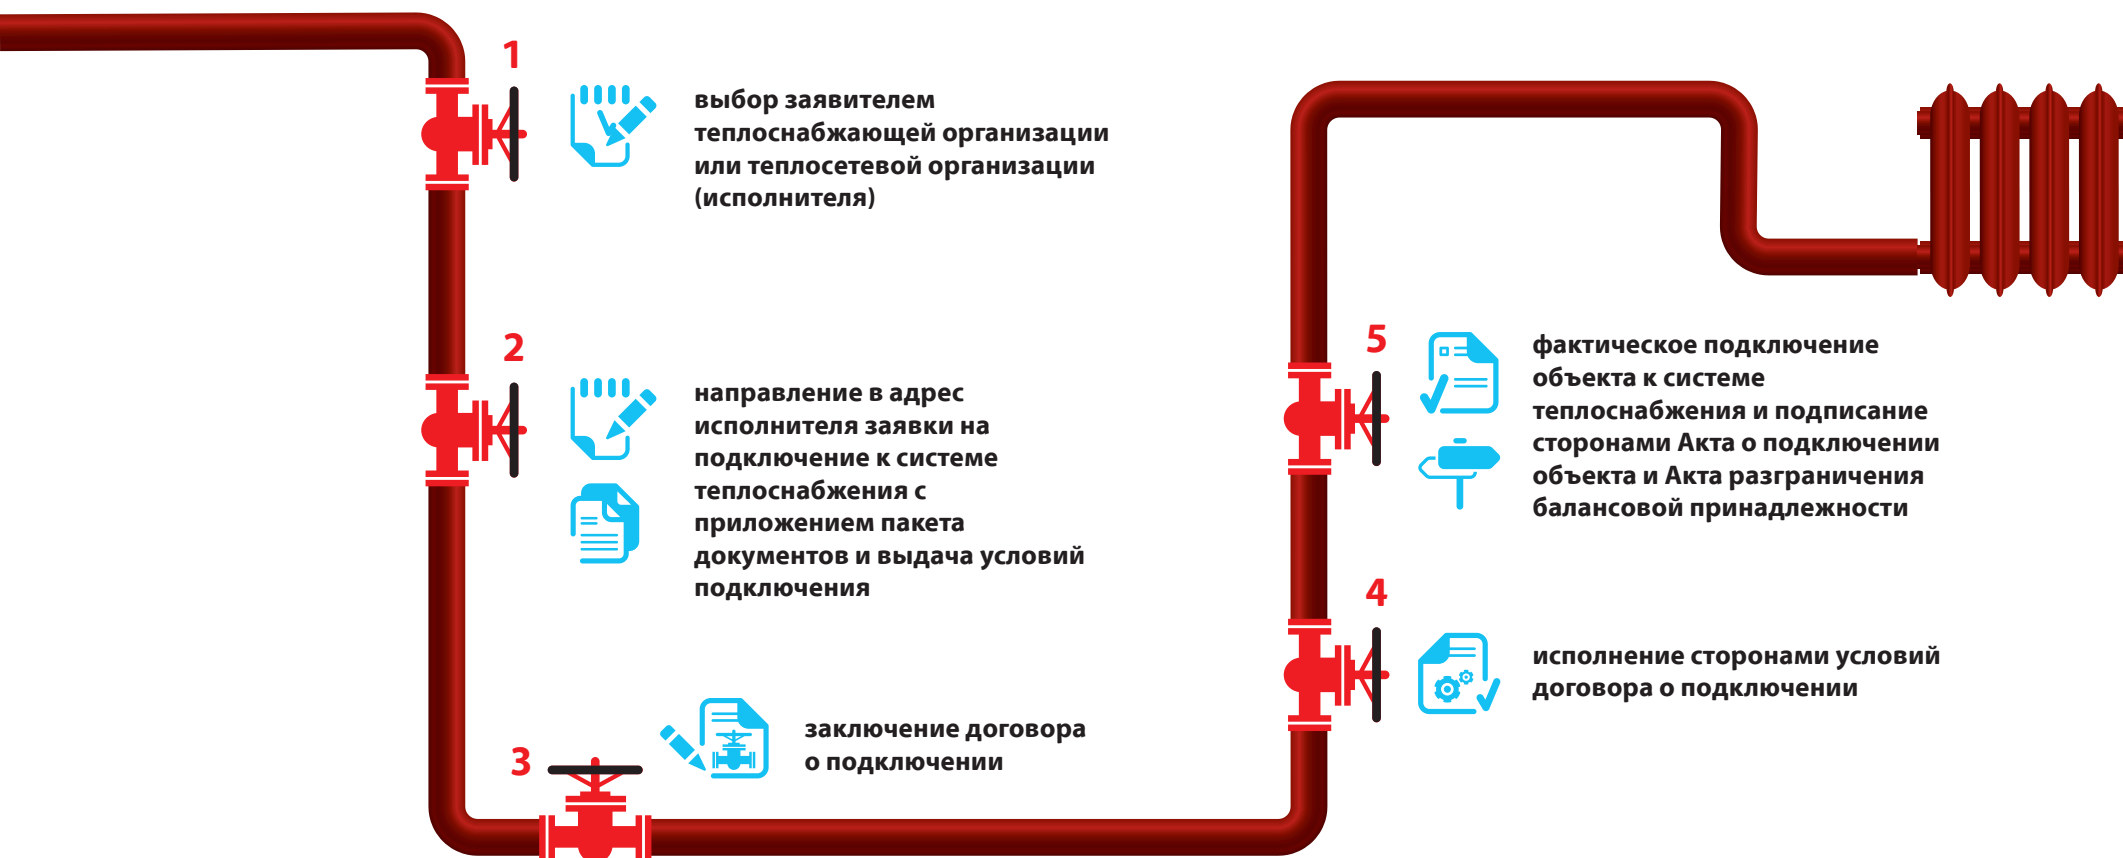 1
выбор заявителем
теплоснабжающей организации
или теплосетевой организации
(исполнителя)
2
направление в адрес
исполнителя заявки на
подключение к системе
теплоснабжения с
приложением пакета
документов и выдача условий
подключения
3
заключение договора
о подключении
4
исполнение сторонами условий
договора о подключении
5
фактическое подключение
объекта к системе
теплоснабжения и подписание
сторонами Акта о подключении
объекта и Акта разграничения
балансовой принадлежности